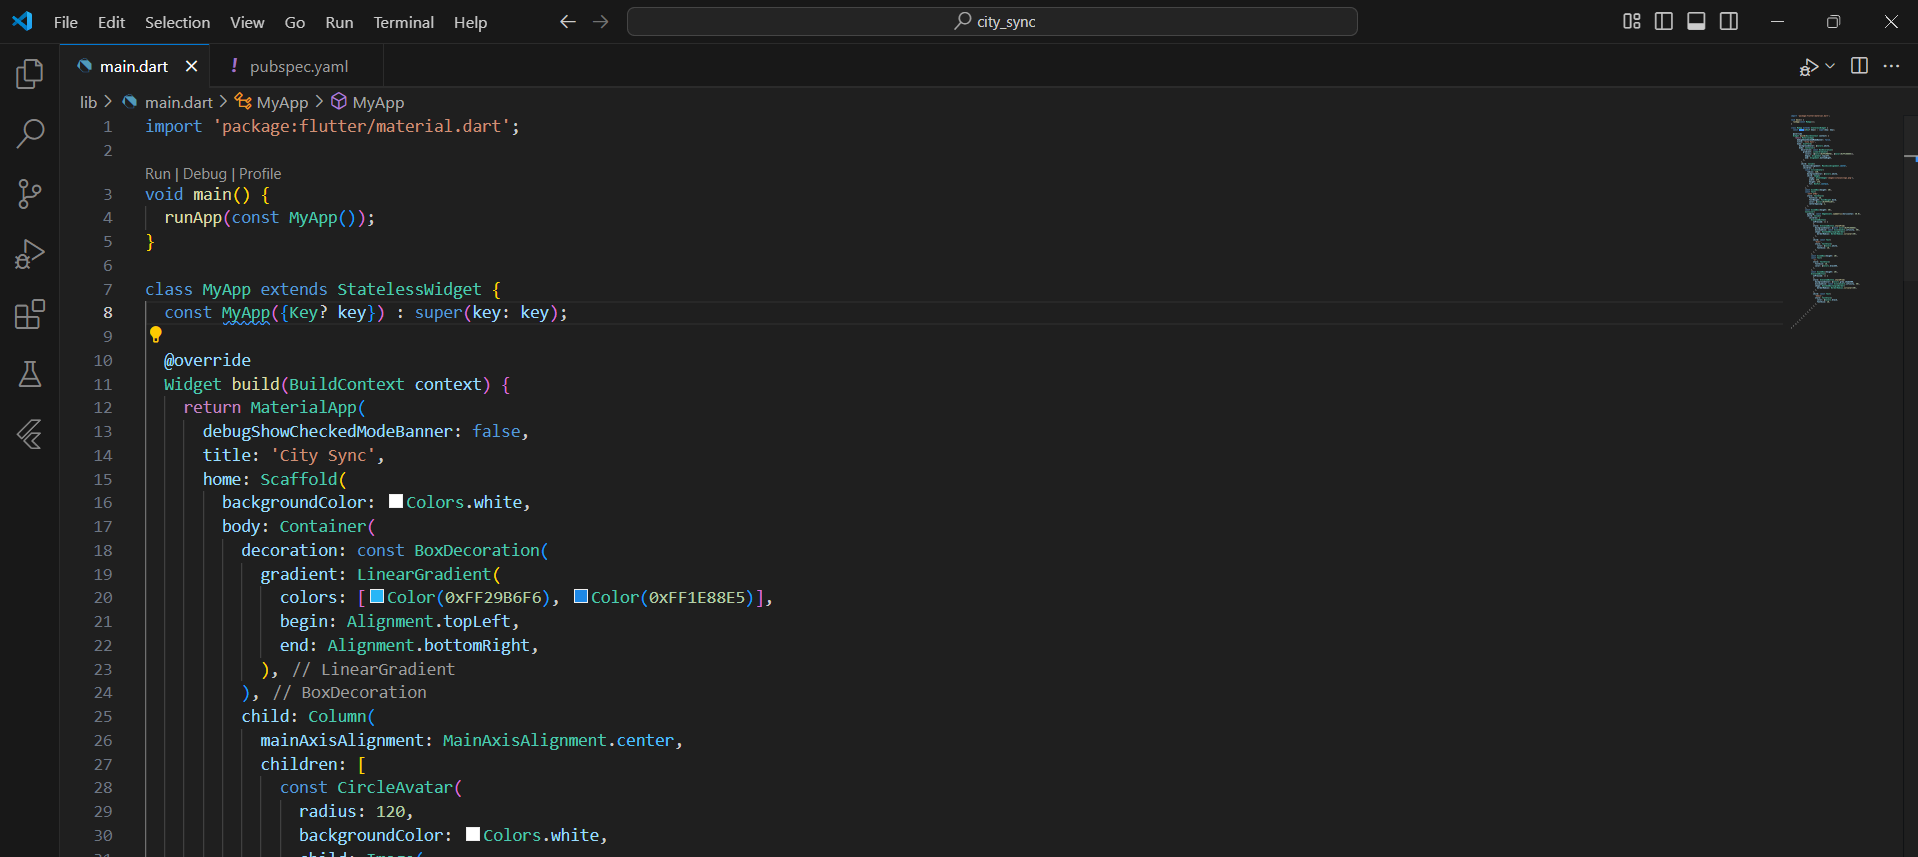 File Edit Selection View Go Run Terminal Help city_sync
main.dart pubspec.yaml
lib > main.dart > MyApp > MyApp
1 import 'package:flutter/material.dart';
2
Run | Debug | Profile
3 void main() {
4 runApp(const MyApp());
5 }
6
7 class MyApp extends StatelessWidget {
8 const MyApp({Key? key}) : super(key: key);
9
10 @override
11 Widget build(BuildContext context) {
12 return MaterialApp(
13 debugShowCheckedModeBanner: false,
14 title: 'City Sync',
15 home: Scaffold(
16 backgroundColor: Colors.white,
17 body: Container(
18 decoration: const BoxDecoration(
19 gradient: LinearGradient(
20 colors: [Color(0xFF29B6F6), Color(0xFF1E88E5)],
21 begin: Alignment.topLeft,
22 end: Alignment.bottomRight,
23 ), // LinearGradient
24 ), // BoxDecoration
25 child: Column(
26 mainAxisAlignment: MainAxisAlignment.center,
27 children: [
28 const CircleAvatar(
29 radius: 120,
30 backgroundColor: Colors.white,
31 child: Image(